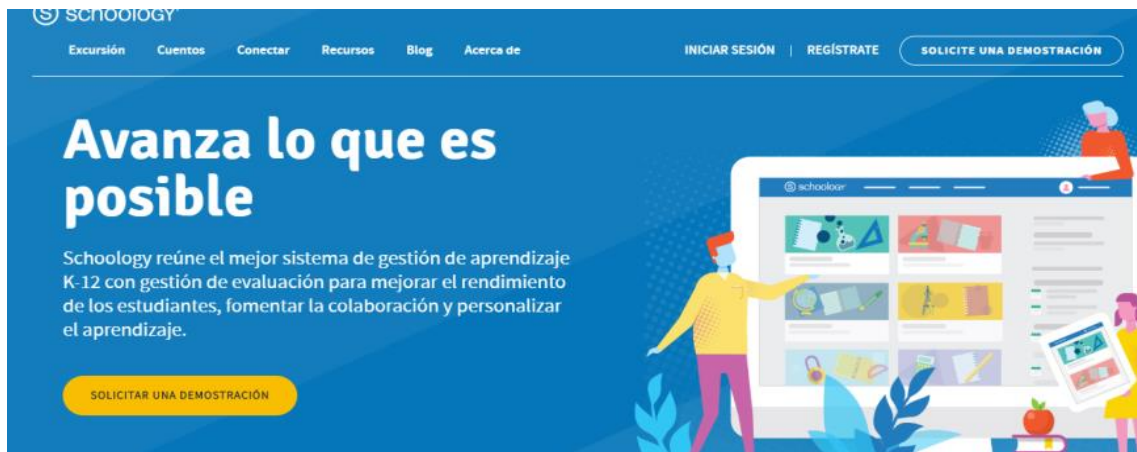 SCHOOLOGY
Excursión Cuentos Conectar Recursos Blog Acerca de INICIAR SESIÓN | REGÍSTRATE SOLICITE UNA DEMOSTRACIÓN
Avanza lo que es
posible
Schoology reúne el mejor sistema de gestión de aprendizaje
K-12 con gestión de evaluación para mejorar el rendimiento
de los estudiantes, fomentar la colaboración y personalizar
el aprendizaje.
SOLICITAR UNA DEMOSTRACIÓN
schoology